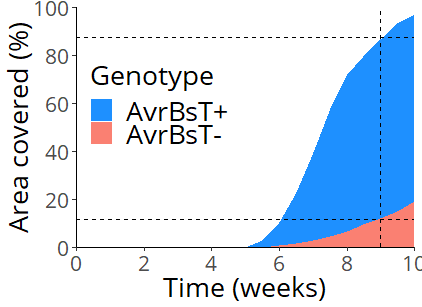 Area covered (%)
100
80
60
40
20
0
Genotype
AvrBsT+
AvrBsT-
0 2 4 6 8 10
Time (weeks)